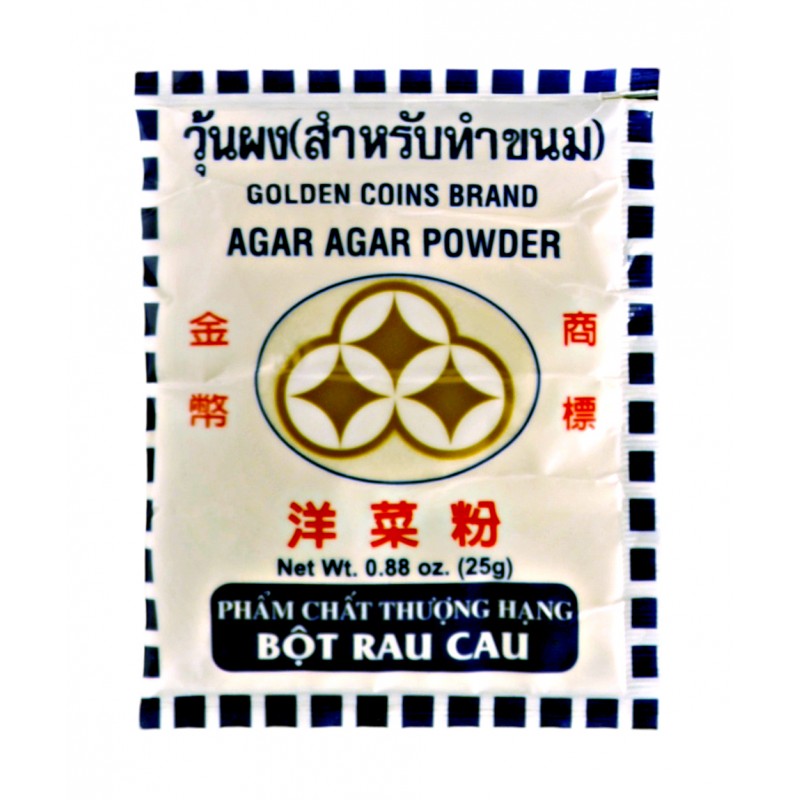 วุ้นผง(สำหรับทำขนม)
GOLDEN COINS BRAND
AGAR AGAR POWDER
金幣
商標
洋菜粉
Net Wt. 0.88 oz. (25g)
PHẨM CHẤT THƯỢNG HẠNG
BỘT RAU CAU